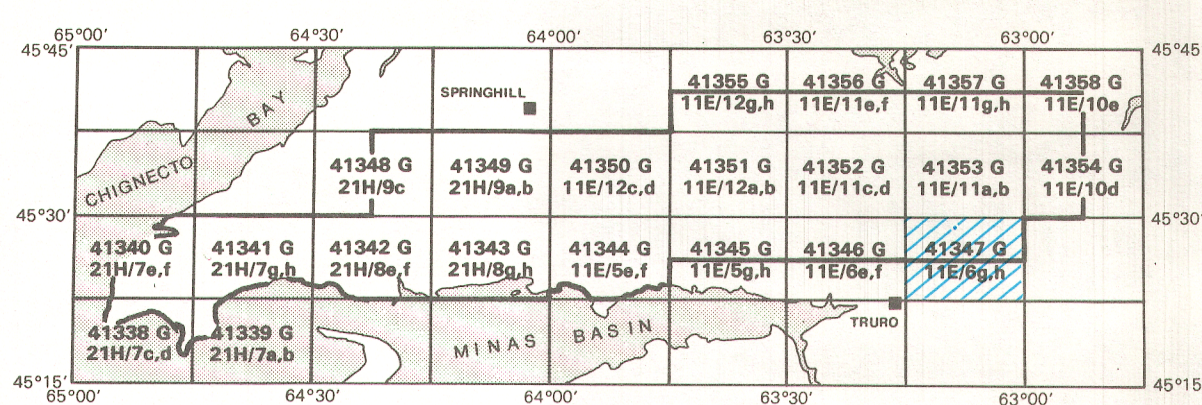 65°00′ 64°30′ 64°00′ 63°30′ 63°00′
45°45′ 45°45′
41355 G 41356 G 41357 G 41358 G
11E/12g,h 11E/11e,f 11E/11g,h 11E/10e
SPRINGHILL
BAY
CHIGNECTO
41348 G 41349 G 41350 G 41351 G 41352 G 41353 G 41354 G
21H/9c 21H/9a,b 11E/12c,d 11E/12a,b 11E/11c,d 11E/11a,b 11E/10d
45°30′ 45°30′
41340 G 41341 G 41342 G 41343 G 41344 G 41345 G 41346 G 41347 G
21H/7e,f 21H/7g,h 21H/8e,f 21H/8g,h 11E/5e,f 11E/5g,h 11E/6e,f 11E/6g,h
TRURO
41338 G 41339 G
21H/7c,d 21H/7a,b
MINAS BASIN
45°15′ 45°15′
65°00′ 64°30′ 64°00′ 63°30′ 63°00′